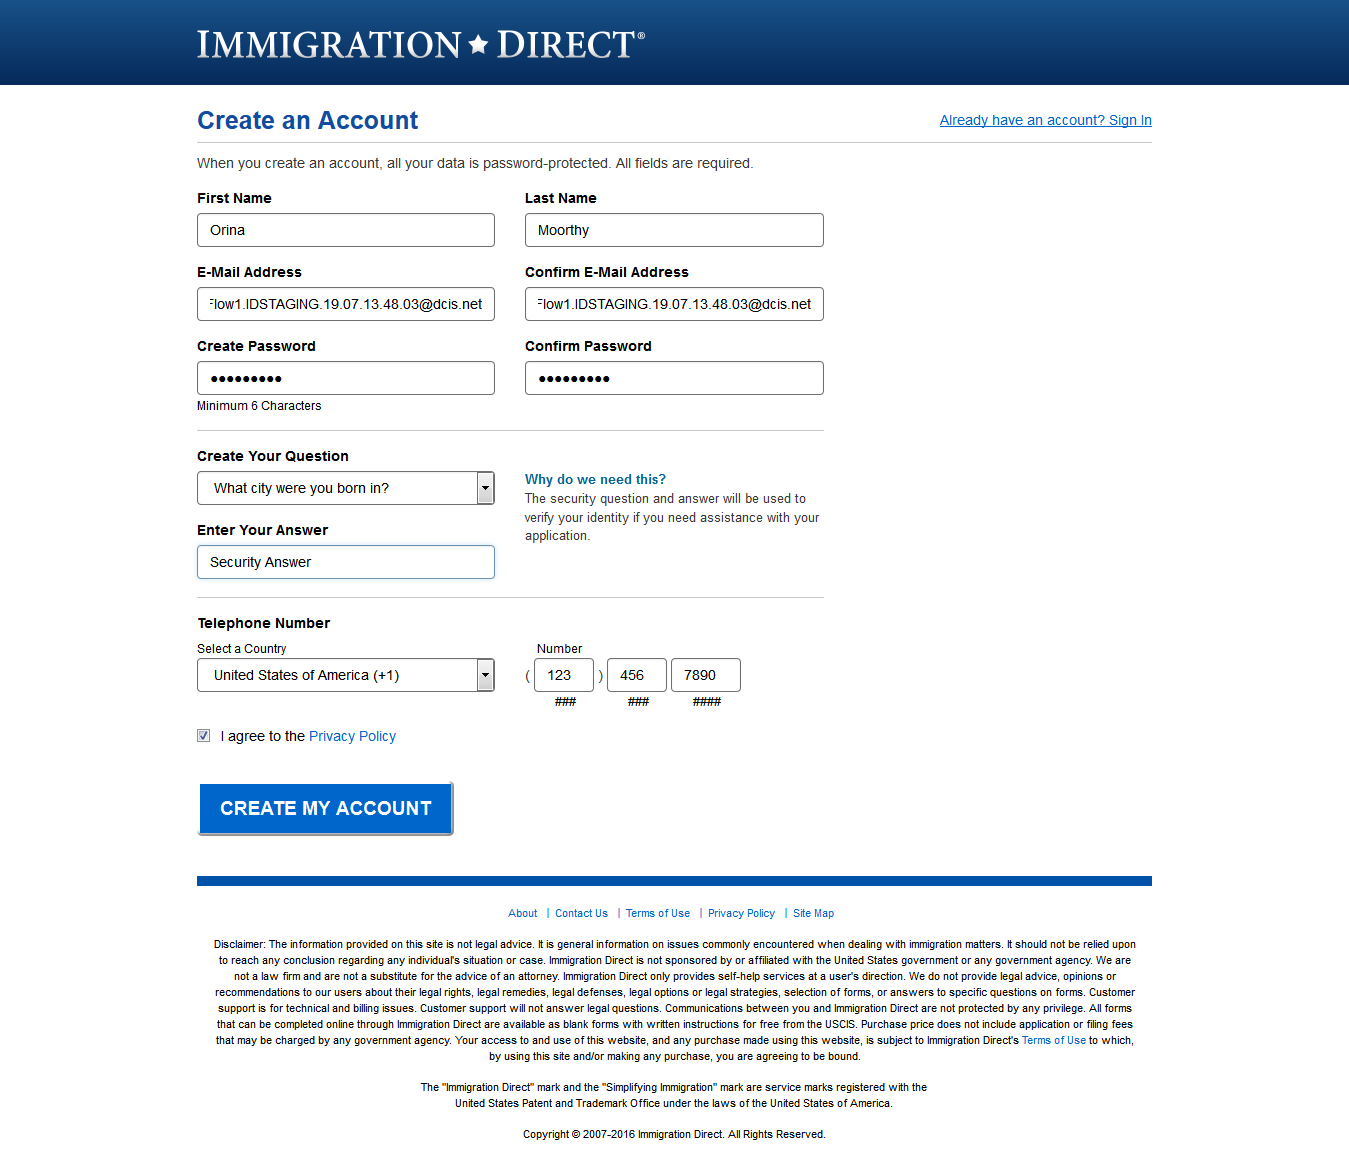 IMMIGRATION★DIRECT®
Create an Account
Already have an account? Sign In
When you create an account, all your data is password-protected. All fields are required.
First Name
Last Name
Orina
Moorthy
E-Mail Address
Confirm E-Mail Address
Flow1.IDSTAGING.19.07.13.48.03@dcis.net
Flow1.IDSTAGING.19.07.13.48.03@dcis.net
Create Password
Confirm Password
●●●●●●●●●
●●●●●●●●●
Minimum 6 Characters
Create Your Question
What city were you born in?
Why do we need this?
The security question and answer will be used to
verify your identity if you need assistance with your
application.
Enter Your Answer
Security Answer
Telephone Number
Select a Country
Number
United States of America (+1)
( 123 ) 456 7890
### ### ####
I agree to the Privacy Policy
CREATE MY ACCOUNT
About | Contact Us | Terms of Use | Privacy Policy | Site Map
Disclaimer: The information provided on this site is not legal advice. It is general information on issues commonly encountered when dealing with immigration matters. It should not be relied upon
to reach any conclusion regarding any individual's situation or case. Immigration Direct is not sponsored by or affiliated with the United States government or any government agency. We are
not a law firm and are not a substitute for the advice of an attorney. Immigration Direct only provides self-help services at a user's direction. We do not provide legal advice, opinions or
recommendations to our users about their legal rights, legal remedies, legal defenses, legal options or legal strategies, selection of forms, or answers to specific questions on forms. Customer
support is for technical and billing issues. Customer support will not answer legal questions. Communications between you and Immigration Direct are not protected by any privilege. All forms
that can be completed online through Immigration Direct are available as blank forms with written instructions for free from the USCIS. Purchase price does not include application or filing fees
that may be charged by any government agency. Your access to and use of this website, and any purchase made using this website, is subject to Immigration Direct's Terms of Use to which,
by using this site and/or making any purchase, you are agreeing to be bound.
The "Immigration Direct" mark and the "Simplifying Immigration" mark are service marks registered with the
United States Patent and Trademark Office under the laws of the United States of America.
Copyright © 2007-2016 Immigration Direct. All Rights Reserved.